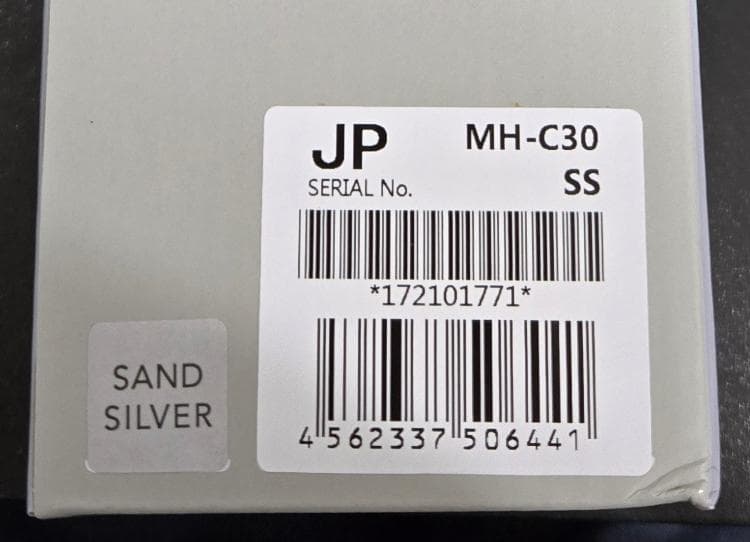 JP MH-C30
SERIAL No. SS
*172101771*
4 562337 506441
SAND
SILVER